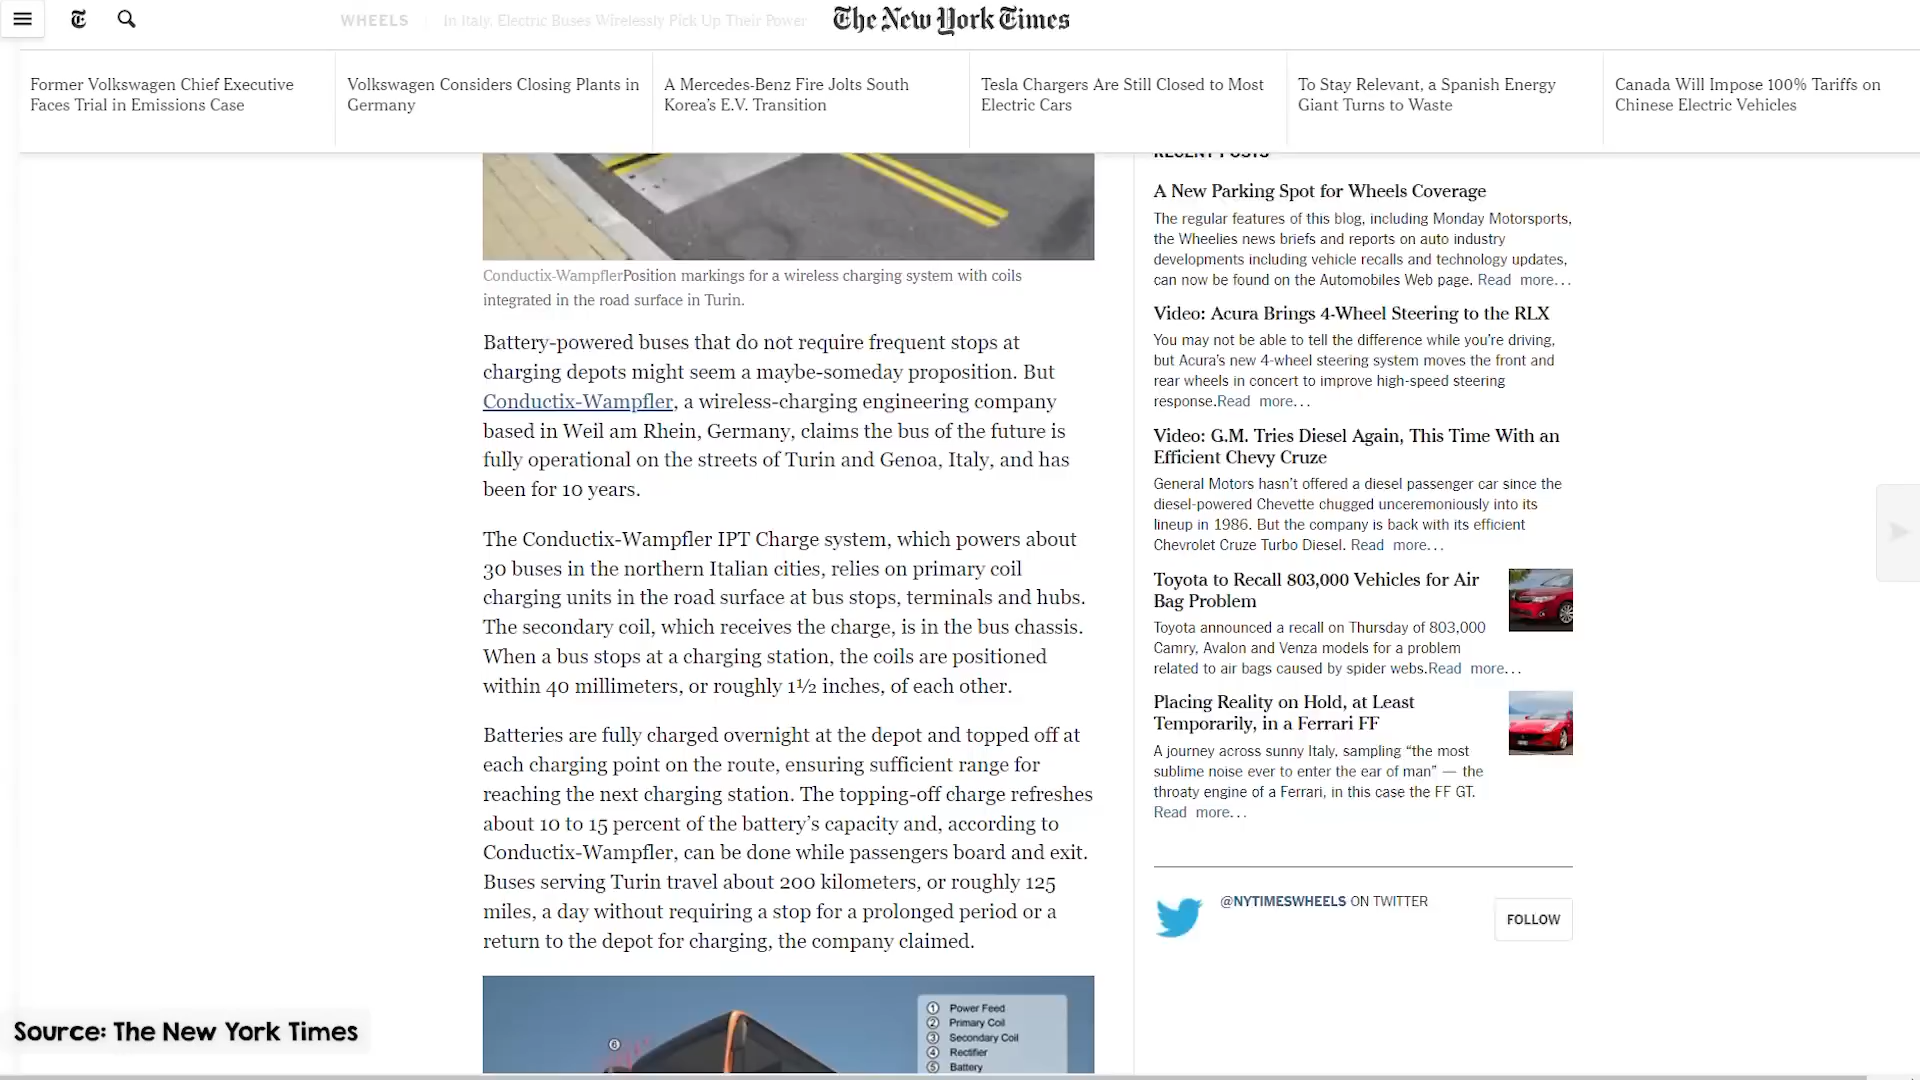 WHEELS
In Italy, Electric Buses Wirelessly Pick Up Their Power
The New York Times
Former Volkswagen Chief Executive
Faces Trial in Emissions Case
Volkswagen Considers Closing Plants in
Germany
A Mercedes-Benz Fire Jolts South
Korea's E.V. Transition
Tesla Chargers Are Still Closed to Most
Electric Cars
To Stay Relevant, a Spanish Energy
Giant Turns to Waste
Canada Will Impose 100% Tariffs on
Chinese Electric Vehicles
Conductix-WampflerPosition markings for a wireless charging system with coils
integrated in the road surface in Turin.
Battery-powered buses that do not require frequent stops at
charging depots might seem a maybe-someday proposition. But
Conductix-Wampfler, a wireless-charging engineering company
based in Weil am Rhein, Germany, claims the bus of the future is
fully operational on the streets of Turin and Genoa, Italy, and has
been for 10 years.
The Conductix-Wampfler IPT Charge system, which powers about
30 buses in the northern Italian cities, relies on primary coil
charging units in the road surface at bus stops, terminals and hubs.
The secondary coil, which receives the charge, is in the bus chassis.
When a bus stops at a charging station, the coils are positioned
within 40 millimeters, or roughly 1½ inches, of each other.
Batteries are fully charged overnight at the depot and topped off at
each charging point on the route, ensuring sufficient range for
reaching the next charging station. The topping-off charge refreshes
about 10 to 15 percent of the battery's capacity and, according to
Conductix-Wampfler, can be done while passengers board and exit.
Buses serving Turin travel about 200 kilometers, or roughly 125
miles, a day without requiring a stop for a prolonged period or a
return to the depot for charging, the company claimed.
6
1 Power Feed
2 Primary Coil
3 Secondary Coil
4 Rectifier
5 Battery
RECENT POSTS
A New Parking Spot for Wheels Coverage
The regular features of this blog, including Monday Motorsports,
the Wheelies news briefs and reports on auto industry
developments including vehicle recalls and technology updates,
can now be found on the Automobiles Web page. Read more…
Video: Acura Brings 4-Wheel Steering to the RLX
You may not be able to tell the difference while you're driving,
but Acura's new 4-wheel steering system moves the front and
rear wheels in concert to improve high-speed steering
response.Read more…
Video: G.M. Tries Diesel Again, This Time With an
Efficient Chevy Cruze
General Motors hasn't offered a diesel passenger car since the
diesel-powered Chevette chugged unceremoniously into its
lineup in 1986. But the company is back with its efficient
Chevrolet Cruze Turbo Diesel. Read more…
Toyota to Recall 803,000 Vehicles for Air
Bag Problem
Toyota announced a recall on Thursday of 803,000
Camry, Avalon and Venza models for a problem
related to air bags caused by spider webs.Read more…
Placing Reality on Hold, at Least
Temporarily, in a Ferrari FF
A journey across sunny Italy, sampling “the most
sublime noise ever to enter the ear of man” — the
throaty engine of a Ferrari, in this case the FF GT.
Read more…
@NYTIMESWHEELS ON TWITTER
FOLLOW
Source: The New York Times